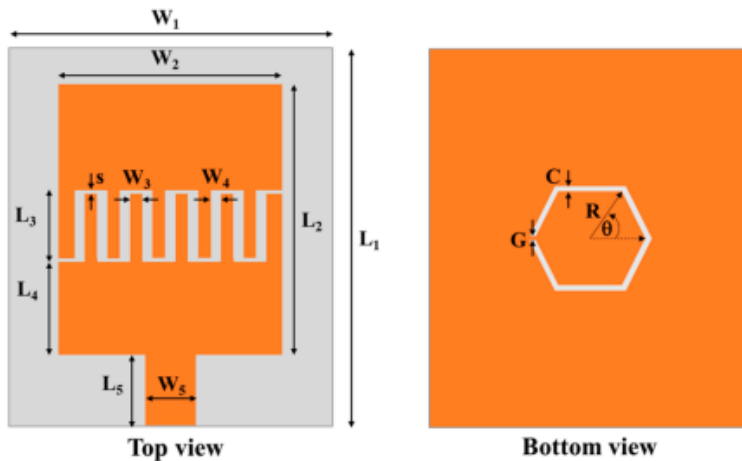 W₁
W₂
s W₃ W₄
L₃
L₂
L₁
L₄
L₅ W₅
Top view
C
R
θ
G
Bottom view